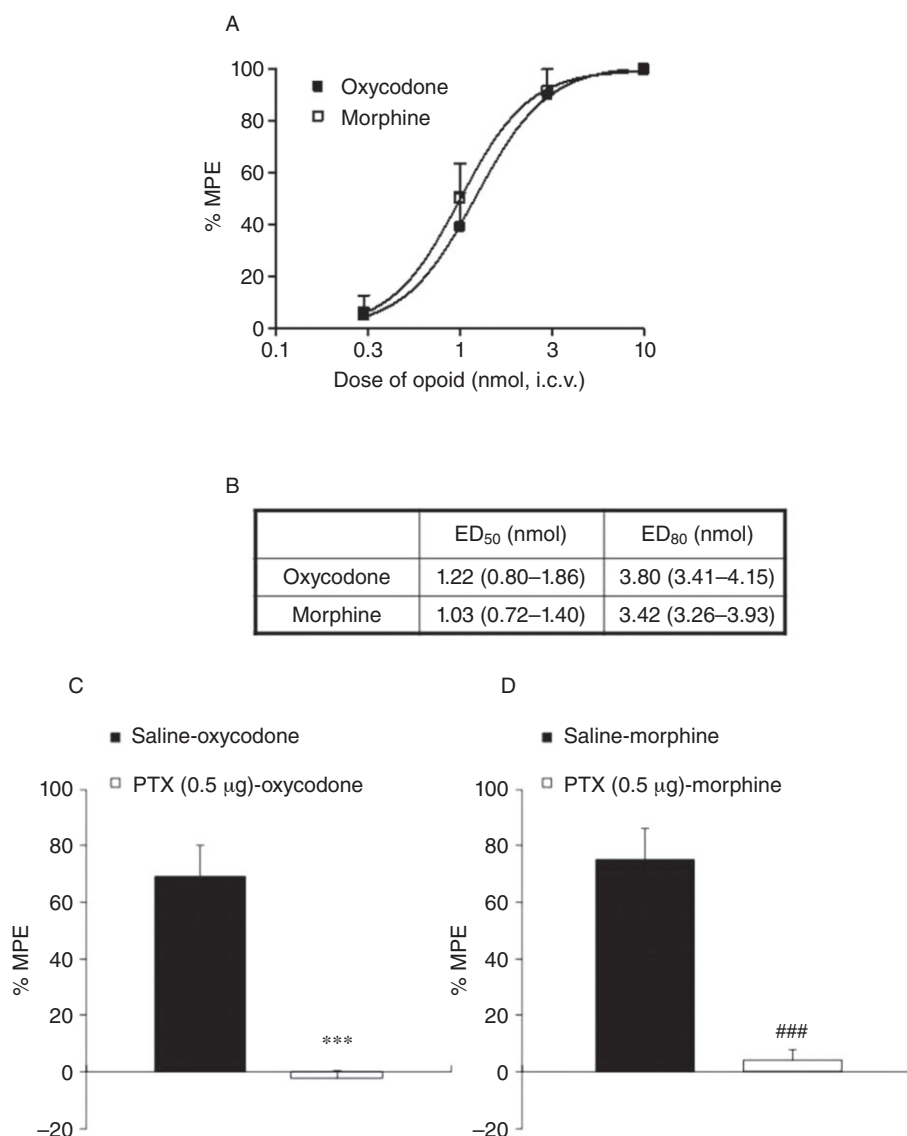 A
100
80
60
40
20
0
% MPE
Oxycodone
Morphine
0.1 0.3 1 3 10
Dose of opoid (nmol, i.c.v.)
B
ED50 (nmol) ED80 (nmol)
Oxycodone 1.22 (0.80–1.86) 3.80 (3.41–4.15)
Morphine 1.03 (0.72–1.40) 3.42 (3.26–3.93)
C
Saline-oxycodone
PTX (0.5 μg)-oxycodone
100
80
60
40
20
0
–20
% MPE
***
D
Saline-morphine
PTX (0.5 μg)-morphine
100
80
60
40
20
0
–20
% MPE
###